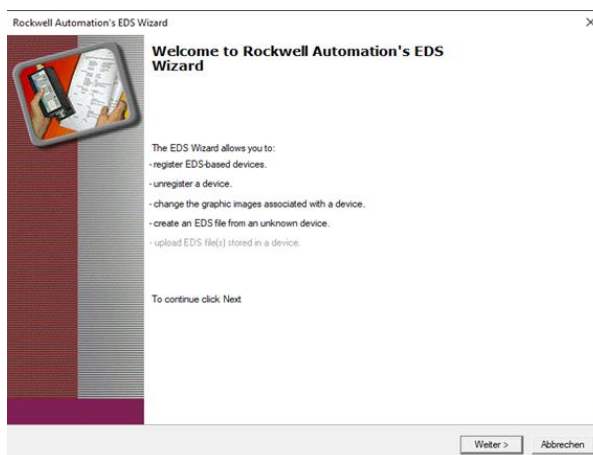 Rockwell Automation's EDS Wizard
Welcome to Rockwell Automation's EDS
Wizard
The EDS Wizard allows you to:
- register EDS-based devices.
- unregister a device.
- change the graphic images associated with a device.
- create an EDS file from an unknown device.
- upload EDS file(s) stored in a device.
To continue click Next
Weiter >
Abbrechen